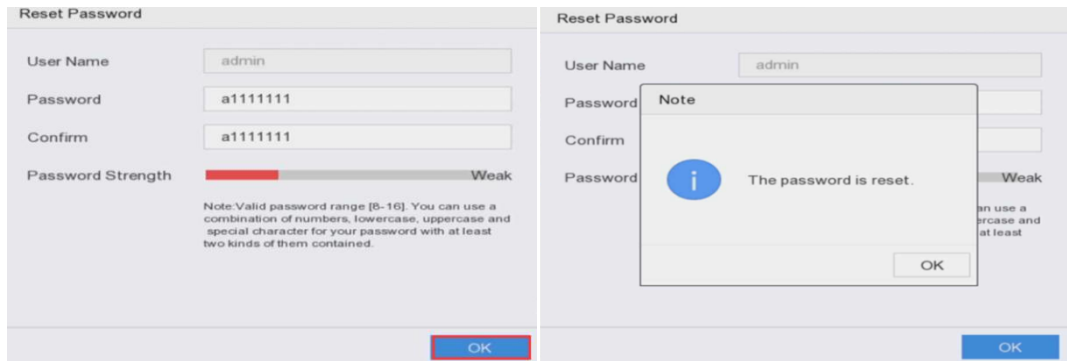 Reset Password
User Name
admin
Password
a1111111
Confirm
a1111111
Password Strength
Weak
Note:Valid password range [8-16]. You can use a
combination of numbers, lowercase, uppercase and
special character for your password with at least
two kinds of them contained.
OK
Reset Password
User Name
admin
Password
Confirm
Password
Weak
an use a
ercase and
at least
Note
i
The password is reset.
OK
OK